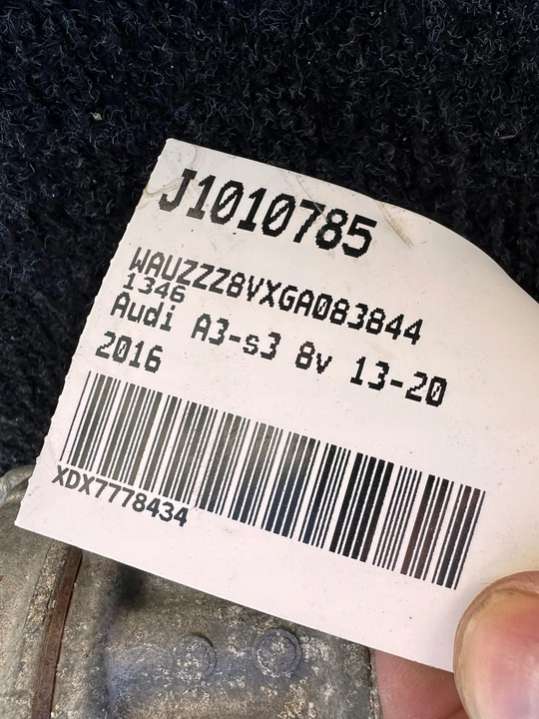 J1010785
WAUZZZ8VXGA083844
1346
Audi A3-s3 8v 13-20
2016
XDX7778434